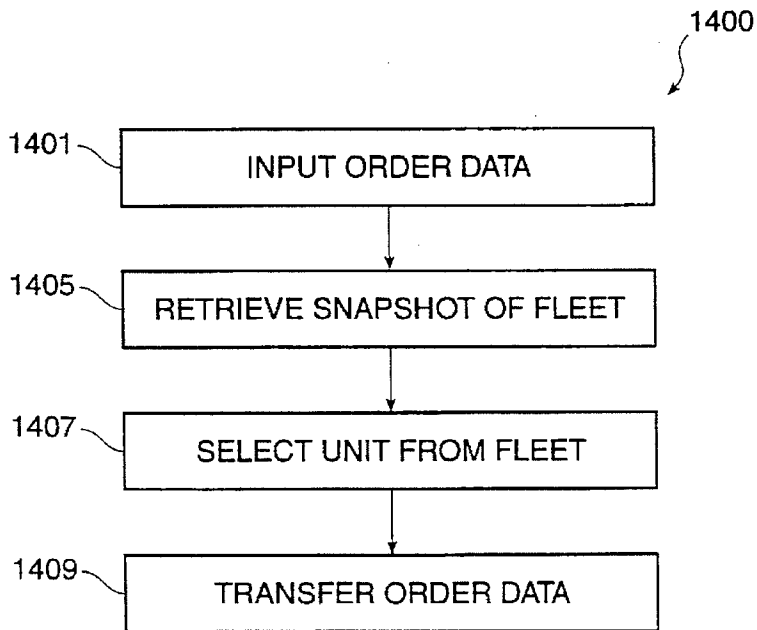 1400
1401
INPUT ORDER DATA
1405
RETRIEVE SNAPSHOT OF FLEET
1407
SELECT UNIT FROM FLEET
1409
TRANSFER ORDER DATA